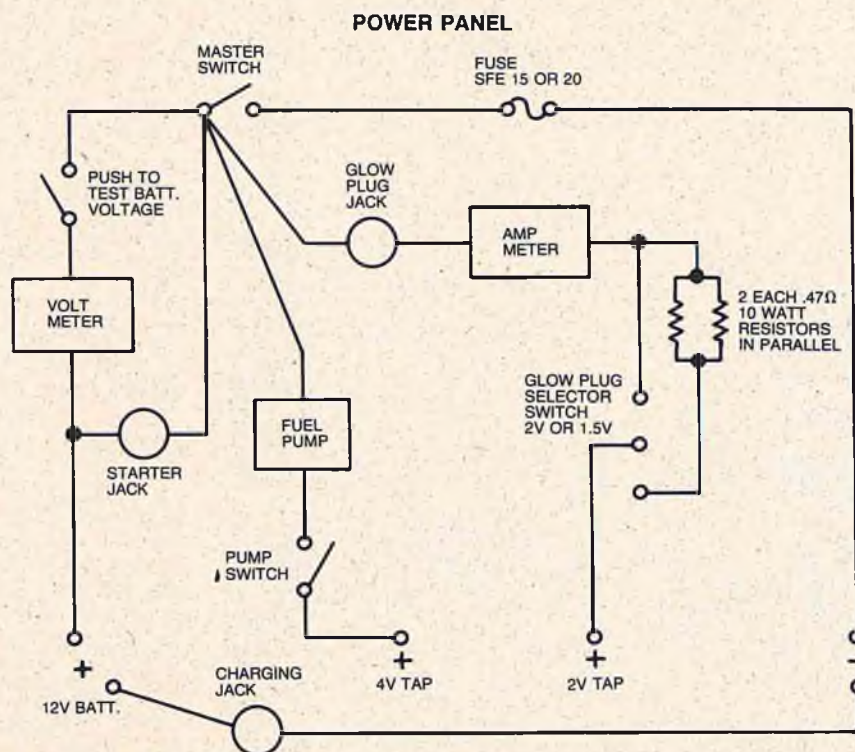 POWER PANEL
MASTER
SWITCH
FUSE
SFE 15 OR 20
PUSH TO
TEST BATT.
VOLTAGE
GLOW
PLUG
JACK
AMP
METER
VOLT
METER
2 EACH .47Ω
10 WATT
RESISTORS
IN PARALLEL
GLOW PLUG
SELECTOR
SWITCH
2V OR 1.5V
FUEL
PUMP
STARTER
JACK
PUMP
SWITCH
+
12V BATT.
CHARGING
JACK
+
4V TAP
+
2V TAP
−